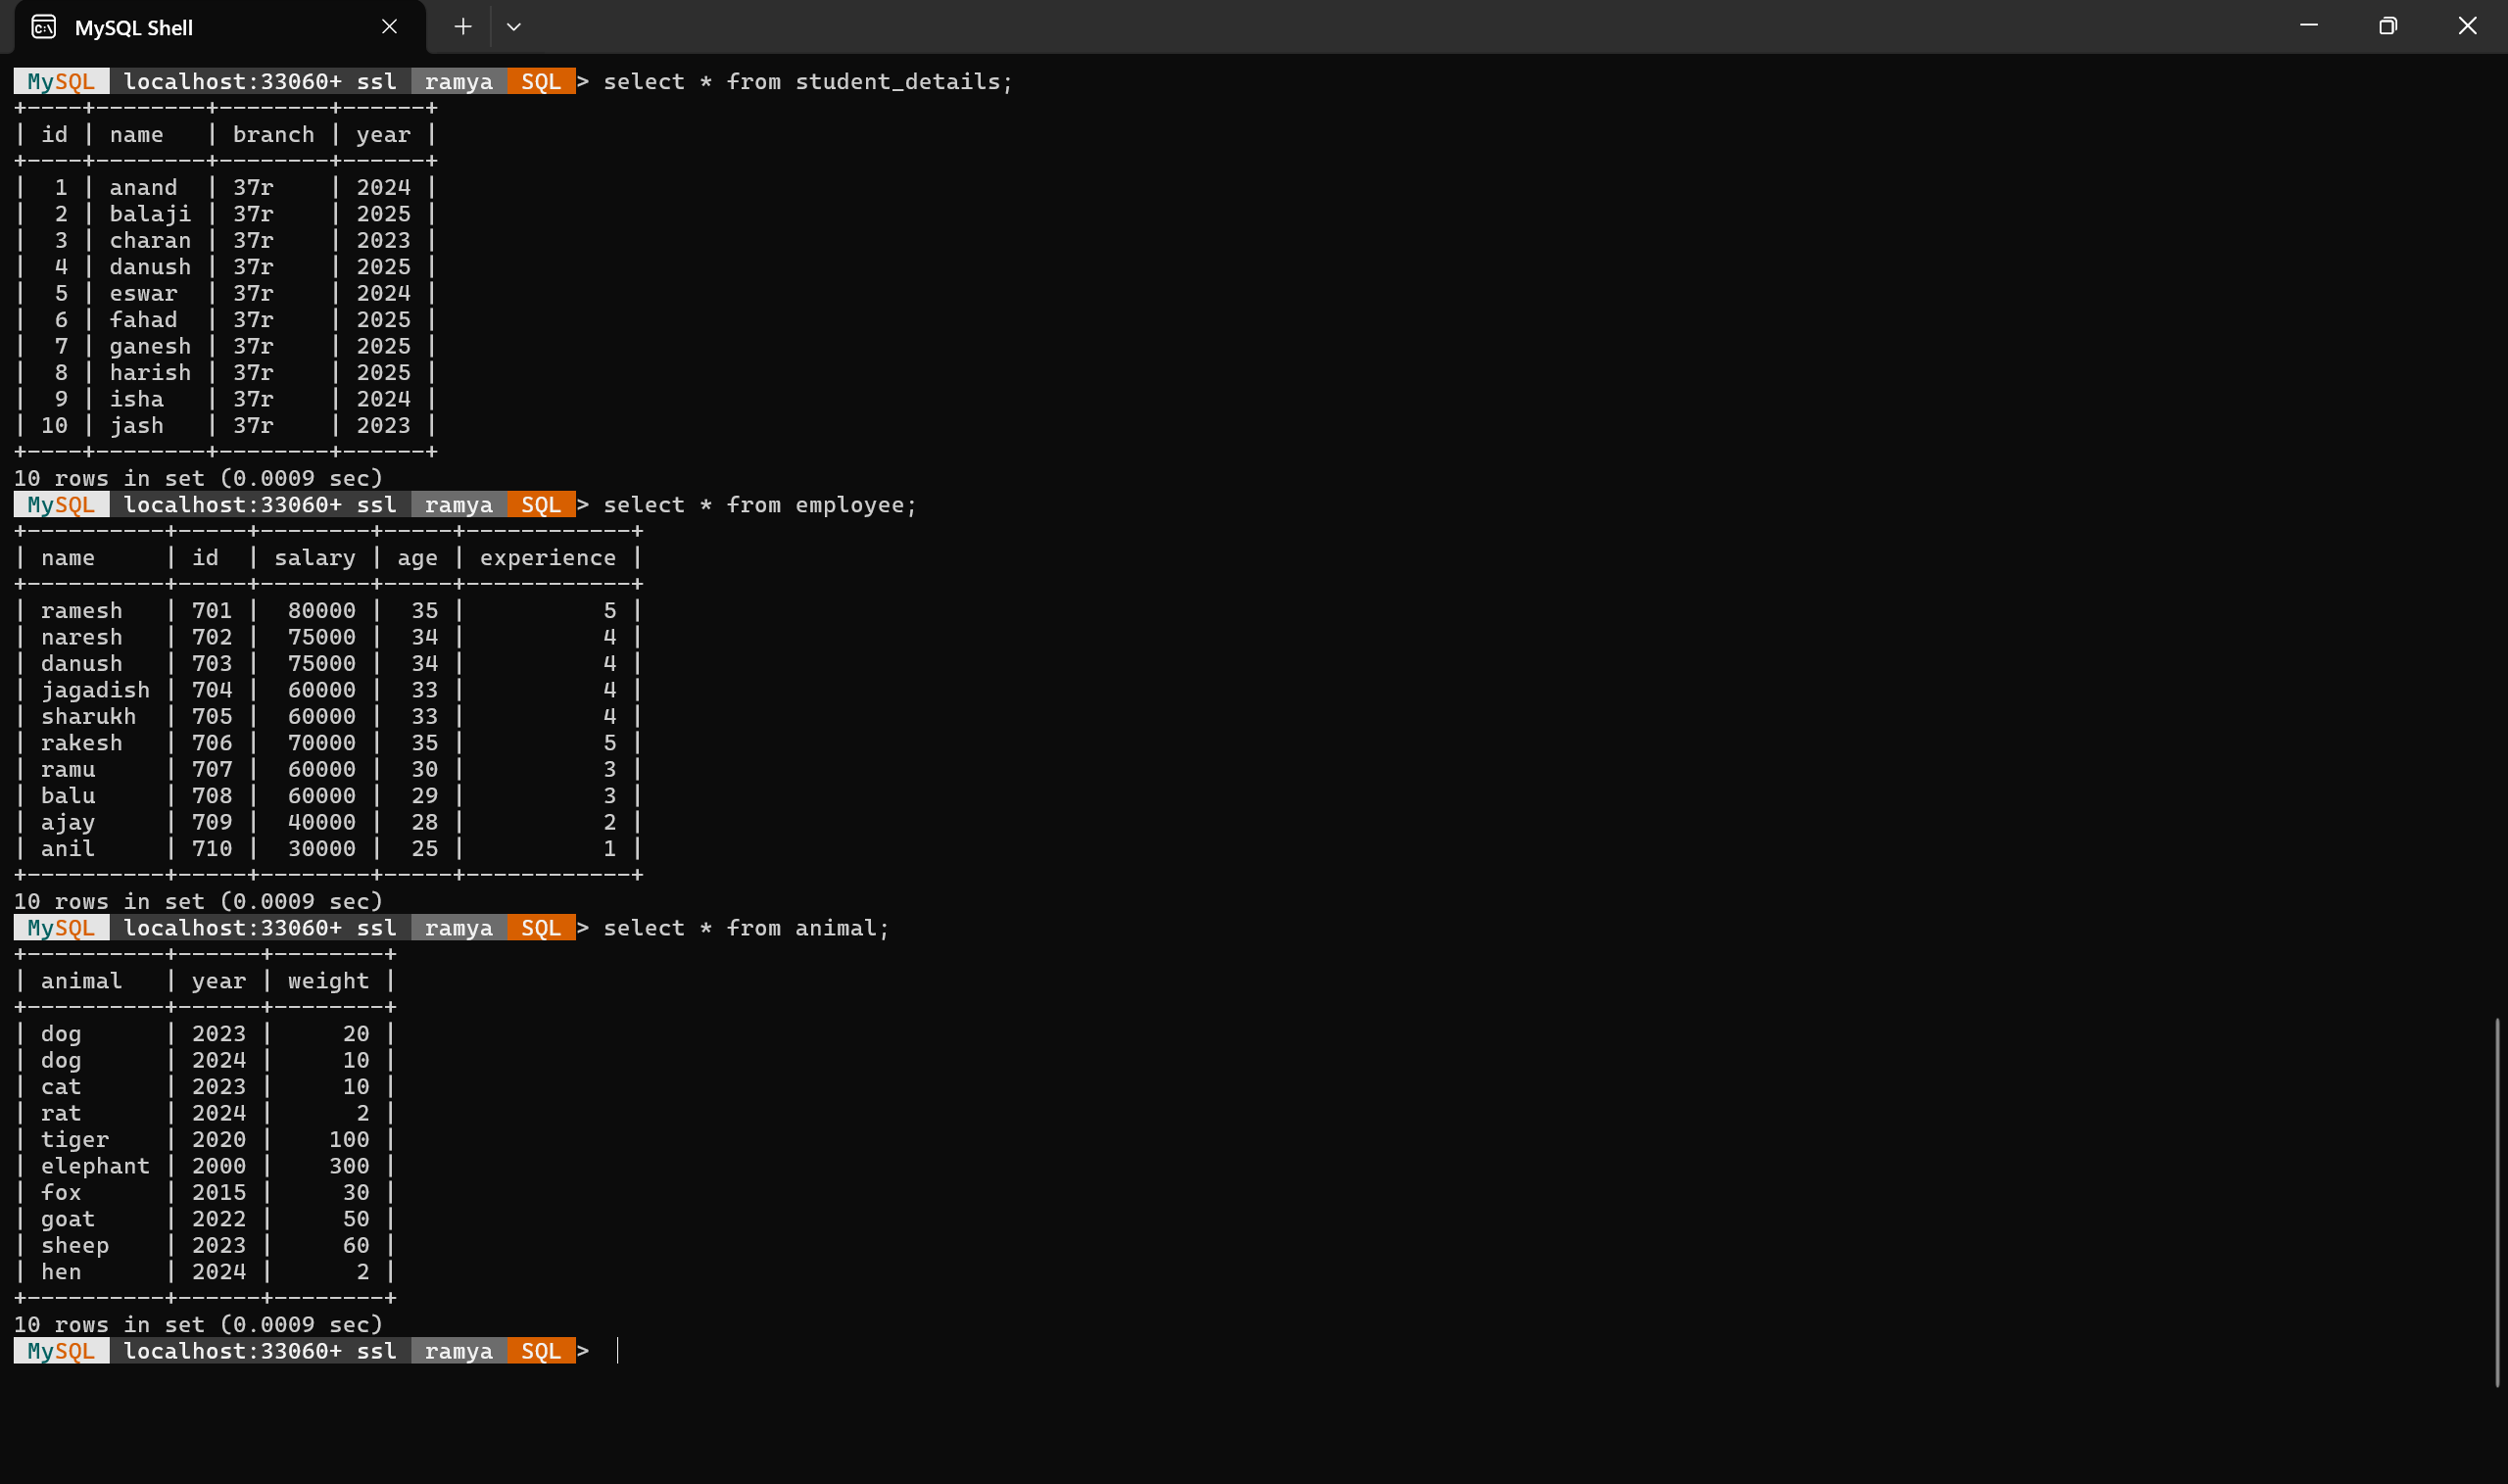 MySQL Shell
MySQL localhost:33060+ ssl ramya SQL > select * from student_details;
+----+--------+--------+------+
| id | name   | branch | year |
+----+--------+--------+------+
|  1 | anand  | 37r    | 2024 |
|  2 | balaji | 37r    | 2025 |
|  3 | charan | 37r    | 2023 |
|  4 | danush | 37r    | 2025 |
|  5 | eswar  | 37r    | 2024 |
|  6 | fahad  | 37r    | 2025 |
|  7 | ganesh | 37r    | 2025 |
|  8 | harish | 37r    | 2025 |
|  9 | isha   | 37r    | 2024 |
| 10 | jash   | 37r    | 2023 |
+----+--------+--------+------+
10 rows in set (0.0009 sec)
MySQL localhost:33060+ ssl ramya SQL > select * from employee;
+----------+-----+--------+-----+------------+
| name     | id  | salary | age | experience |
+----------+-----+--------+-----+------------+
| ramesh   | 701 |  80000 |  35 |          5 |
| naresh   | 702 |  75000 |  34 |          4 |
| danush   | 703 |  75000 |  34 |          4 |
| jagadish | 704 |  60000 |  33 |          4 |
| sharukh  | 705 |  60000 |  33 |          4 |
| rakesh   | 706 |  70000 |  35 |          5 |
| ramu     | 707 |  60000 |  30 |          3 |
| balu     | 708 |  60000 |  29 |          3 |
| ajay     | 709 |  40000 |  28 |          2 |
| anil     | 710 |  30000 |  25 |          1 |
+----------+-----+--------+-----+------------+
10 rows in set (0.0009 sec)
MySQL localhost:33060+ ssl ramya SQL > select * from animal;
+----------+------+--------+
| animal   | year | weight |
+----------+------+--------+
| dog      | 2023 |     20 |
| dog      | 2024 |     10 |
| cat      | 2023 |     10 |
| rat      | 2024 |      2 |
| tiger    | 2020 |    100 |
| elephant | 2000 |    300 |
| fox      | 2015 |     30 |
| goat     | 2022 |     50 |
| sheep    | 2023 |     60 |
| hen      | 2024 |      2 |
+----------+------+--------+
10 rows in set (0.0009 sec)
MySQL localhost:33060+ ssl ramya SQL >